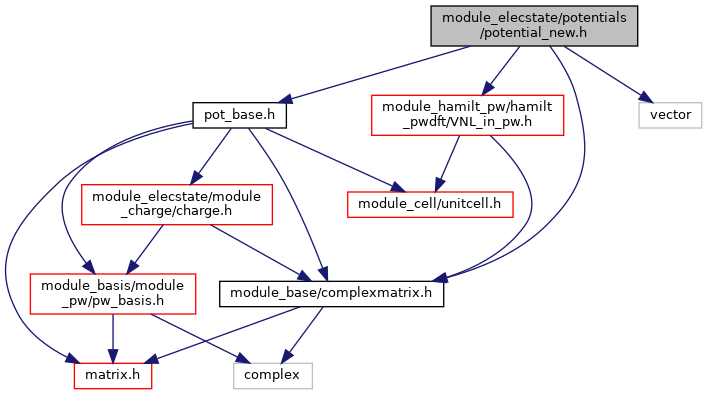 module_elecstate/potentials
/potential_new.h
pot_base.h
module_hamilt_pw/hamilt
_pwdft/VNL_in_pw.h
vector
module_elecstate/module
_charge/charge.h
module_cell/unitcell.h
module_basis/module
_pw/pw_basis.h
module_base/complexmatrix.h
matrix.h
complex